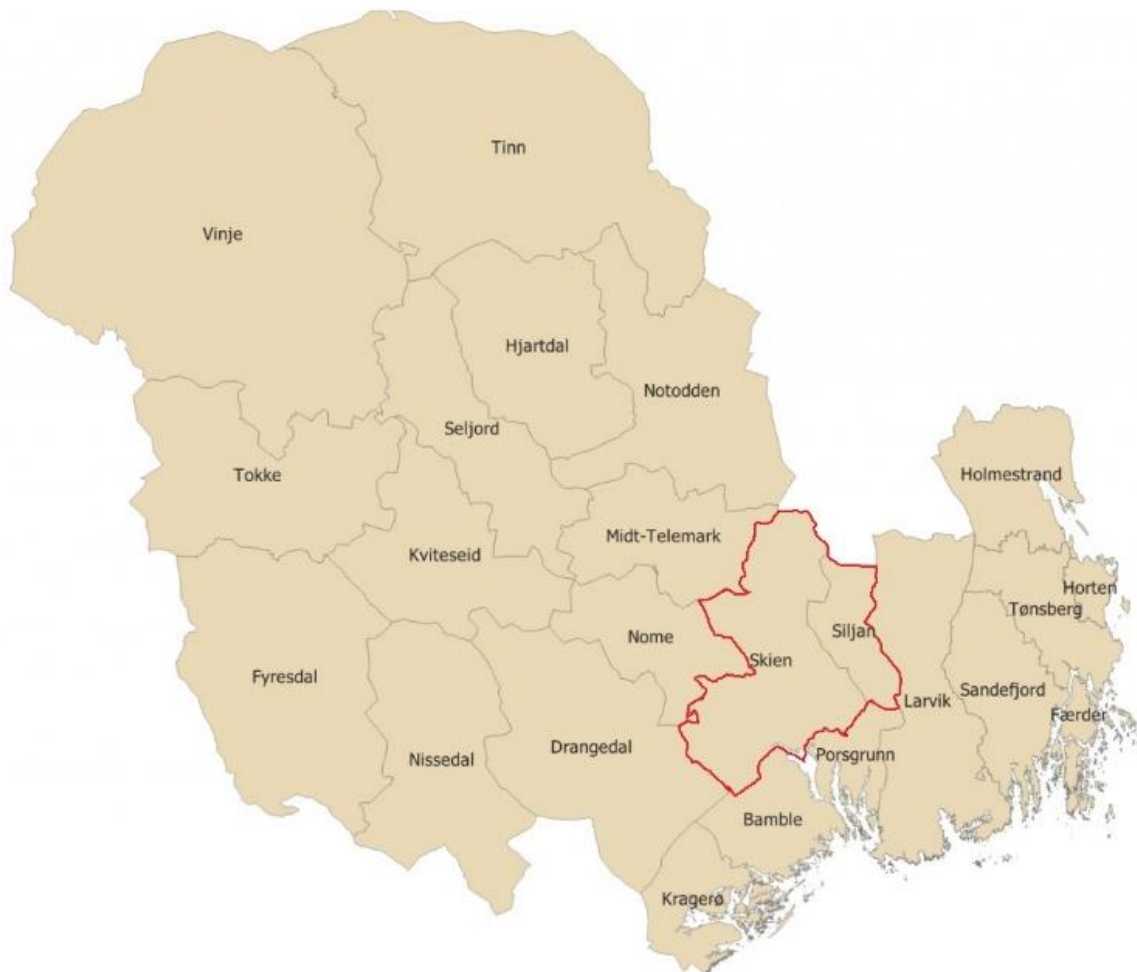 Tinn
Vinje
Hjartdal
Notodden
Seljord
Tokke
Holmestrand
Midt-Telemark
Kviteseid
Horten
Tønsberg
Nome
Siljan
Skien
Fyresdal
Sandefjord
Larvik
Færder
Drangedal
Porsgrunn
Nissedal
Bamble
Kragerø